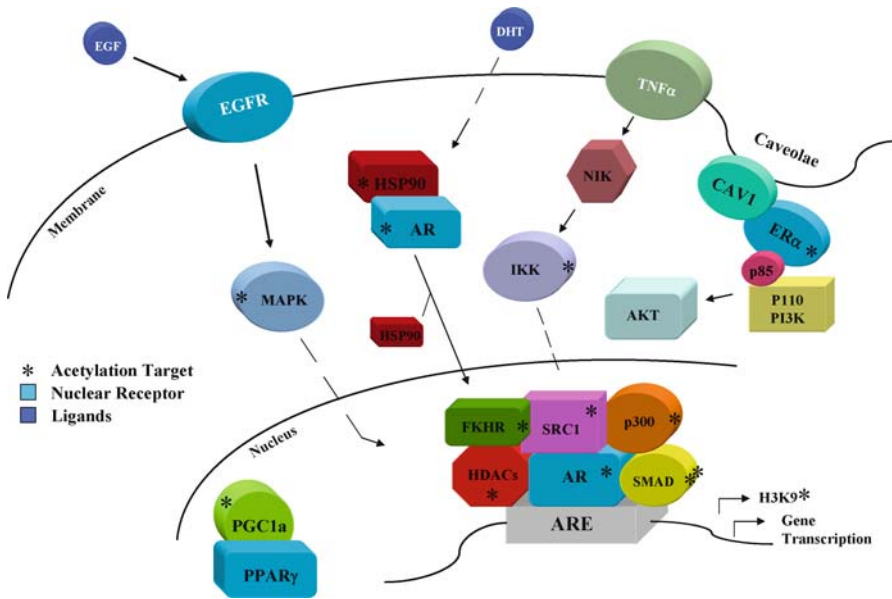 EGF
DHT
EGFR
TNFα
Caveolae
CAV1
Membrane
* HSP90
NIK
* AR
ERα *
IKK *
p85
* MAPK
P110
PI3K
AKT
HSP90
* Acetylation Target
Nuclear Receptor
Ligands
Nucleus
FKHR *
SRC1 *
p300 *
HDACs *
AR *
SMAD **
ARE
H3K9*
Gene
Transcription
*
PGC1a
PPARγ